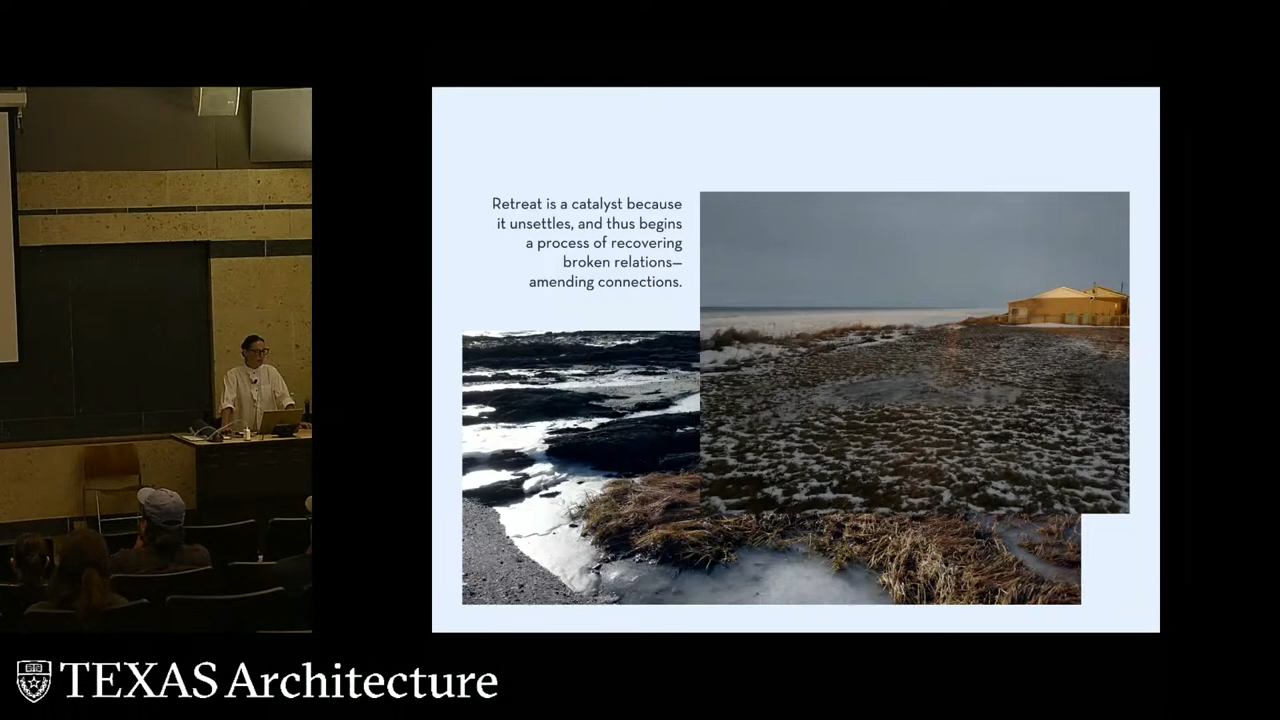 Retreat is a catalyst because
it unsettles, and thus begins
a process of recovering
broken relations—
amending connections.
TEXAS Architecture